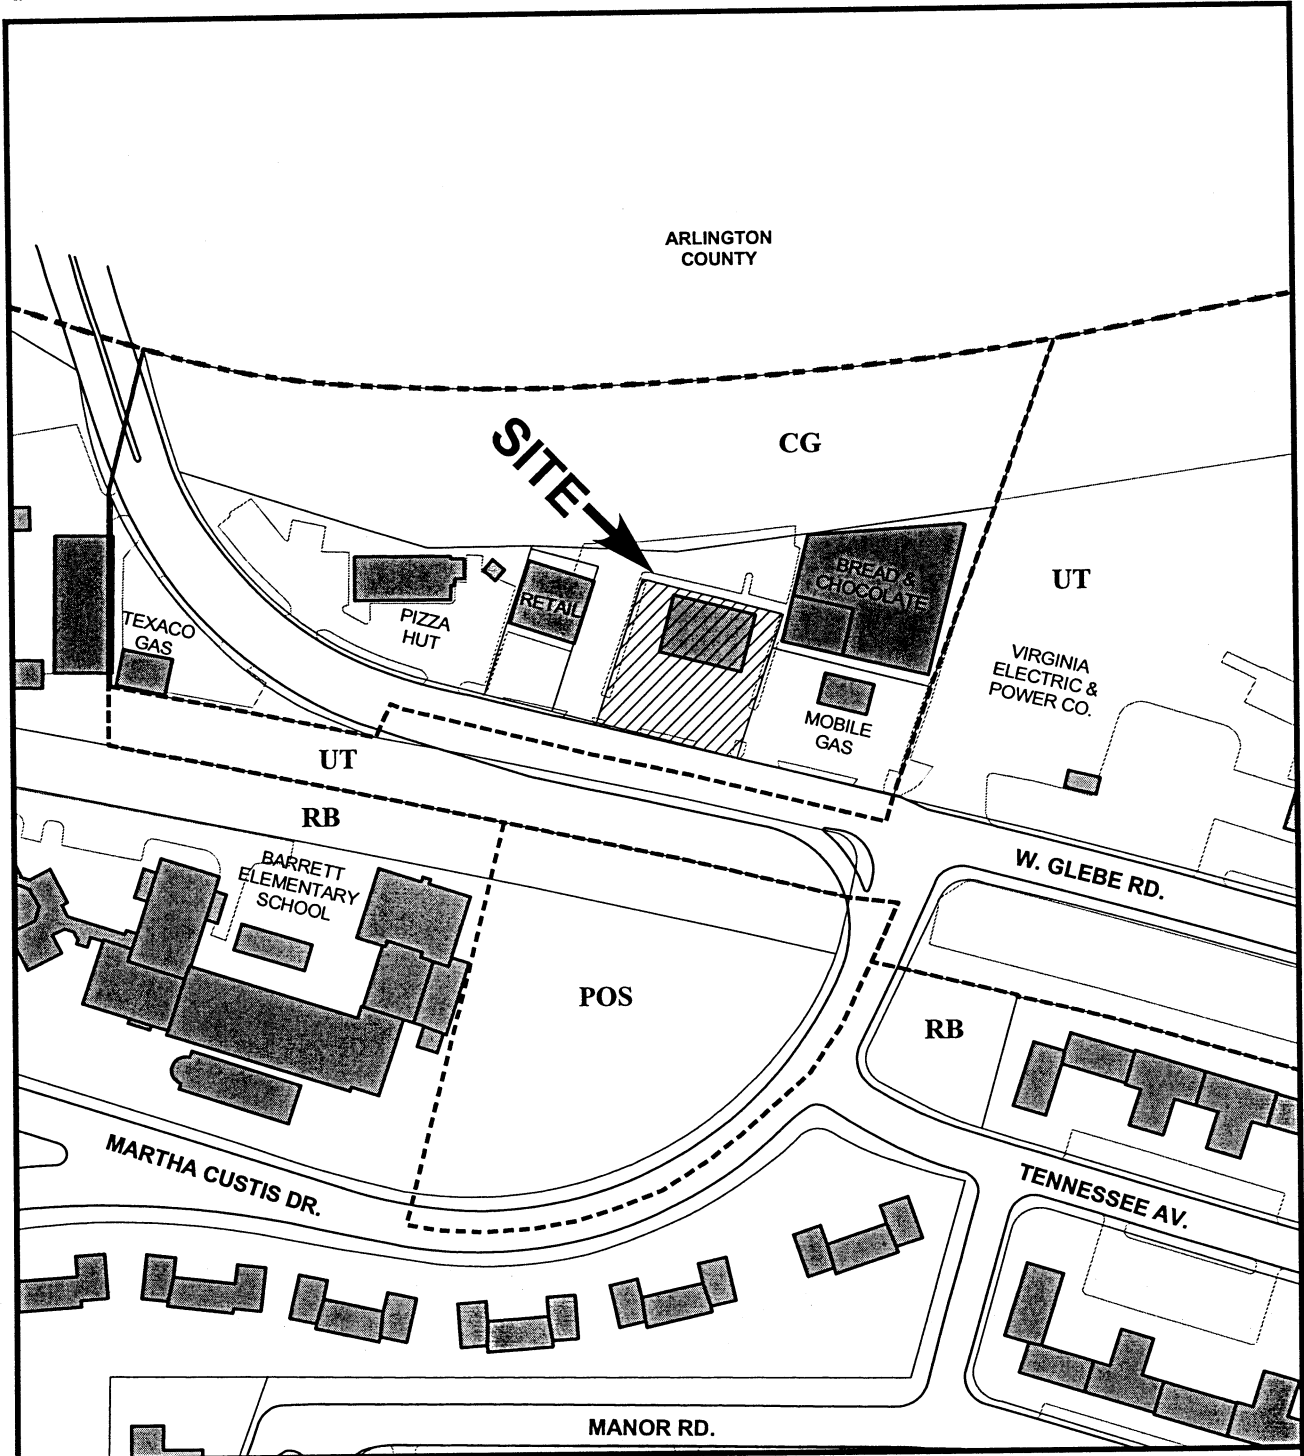 ARLINGTON
COUNTY
CG
SITE
BREAD &
CHOCOLATE
UT
RETAIL
PIZZA
HUT
TEXACO
GAS
VIRGINIA
ELECTRIC &
POWER CO.
MOBILE
GAS
UT
RB
BARRETT
ELEMENTARY
SCHOOL
W. GLEBE RD.
POS
RB
MARTHA CUSTIS DR.
TENNESSEE AV.
MANOR RD.